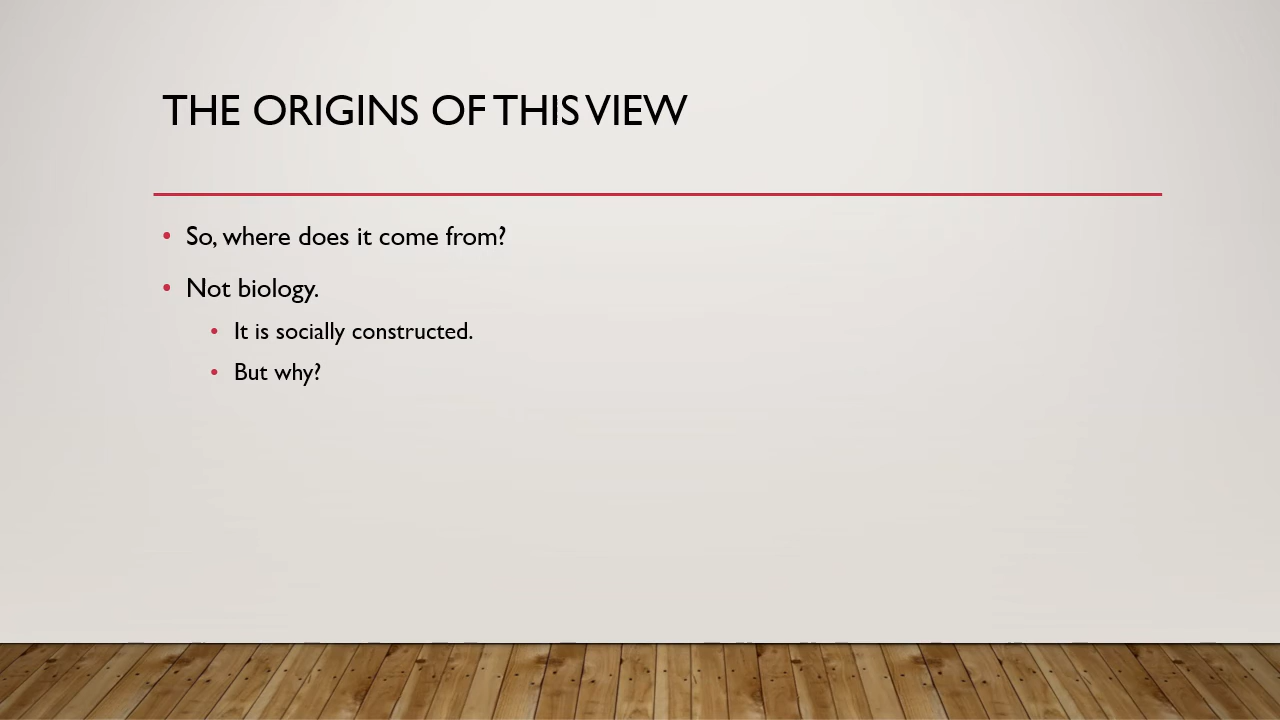 THE ORIGINS OF THIS VIEW
• So, where does it come from?
• Not biology.
• It is socially constructed.
• But why?